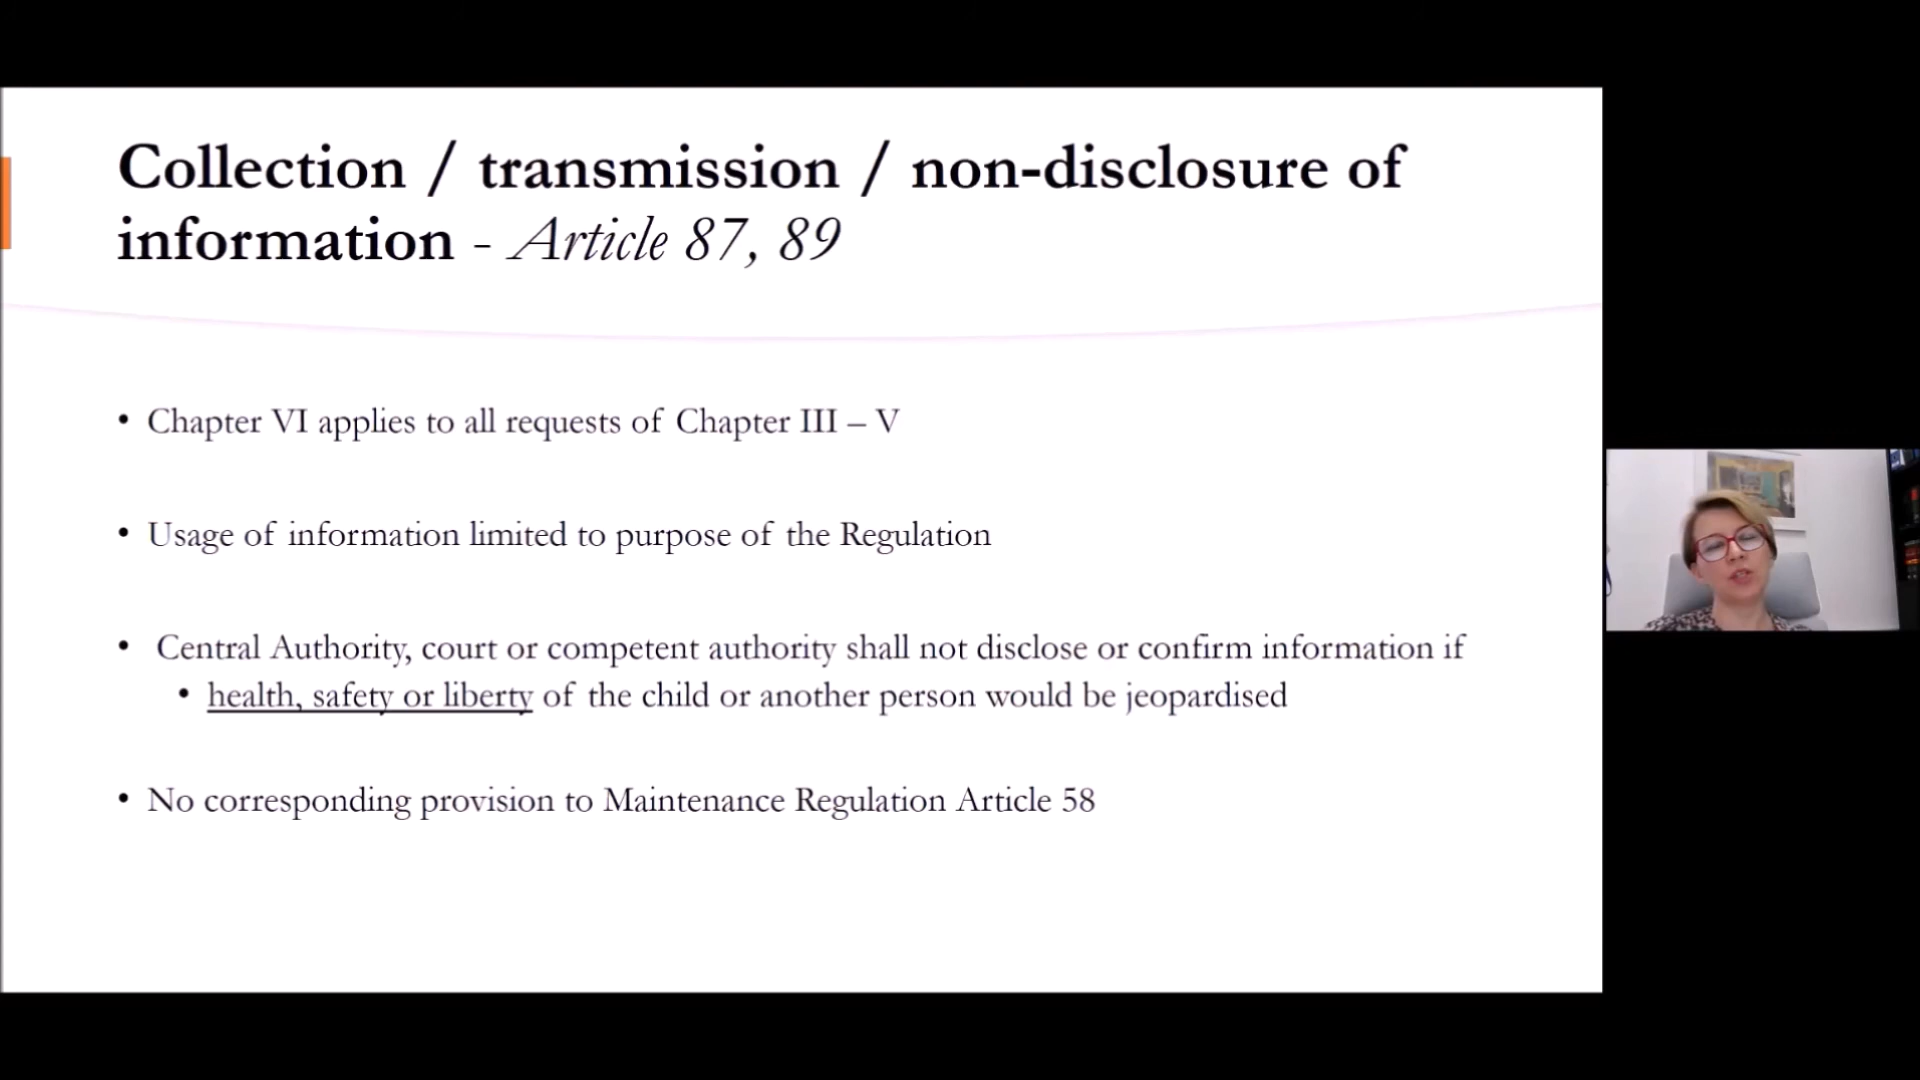 Collection / transmission / non-disclosure of
information - Article 87, 89
• Chapter VI applies to all requests of Chapter III – V
• Usage of information limited to purpose of the Regulation
• Central Authority, court or competent authority shall not disclose or confirm information if
• health, safety or liberty of the child or another person would be jeopardised
• No corresponding provision to Maintenance Regulation Article 58